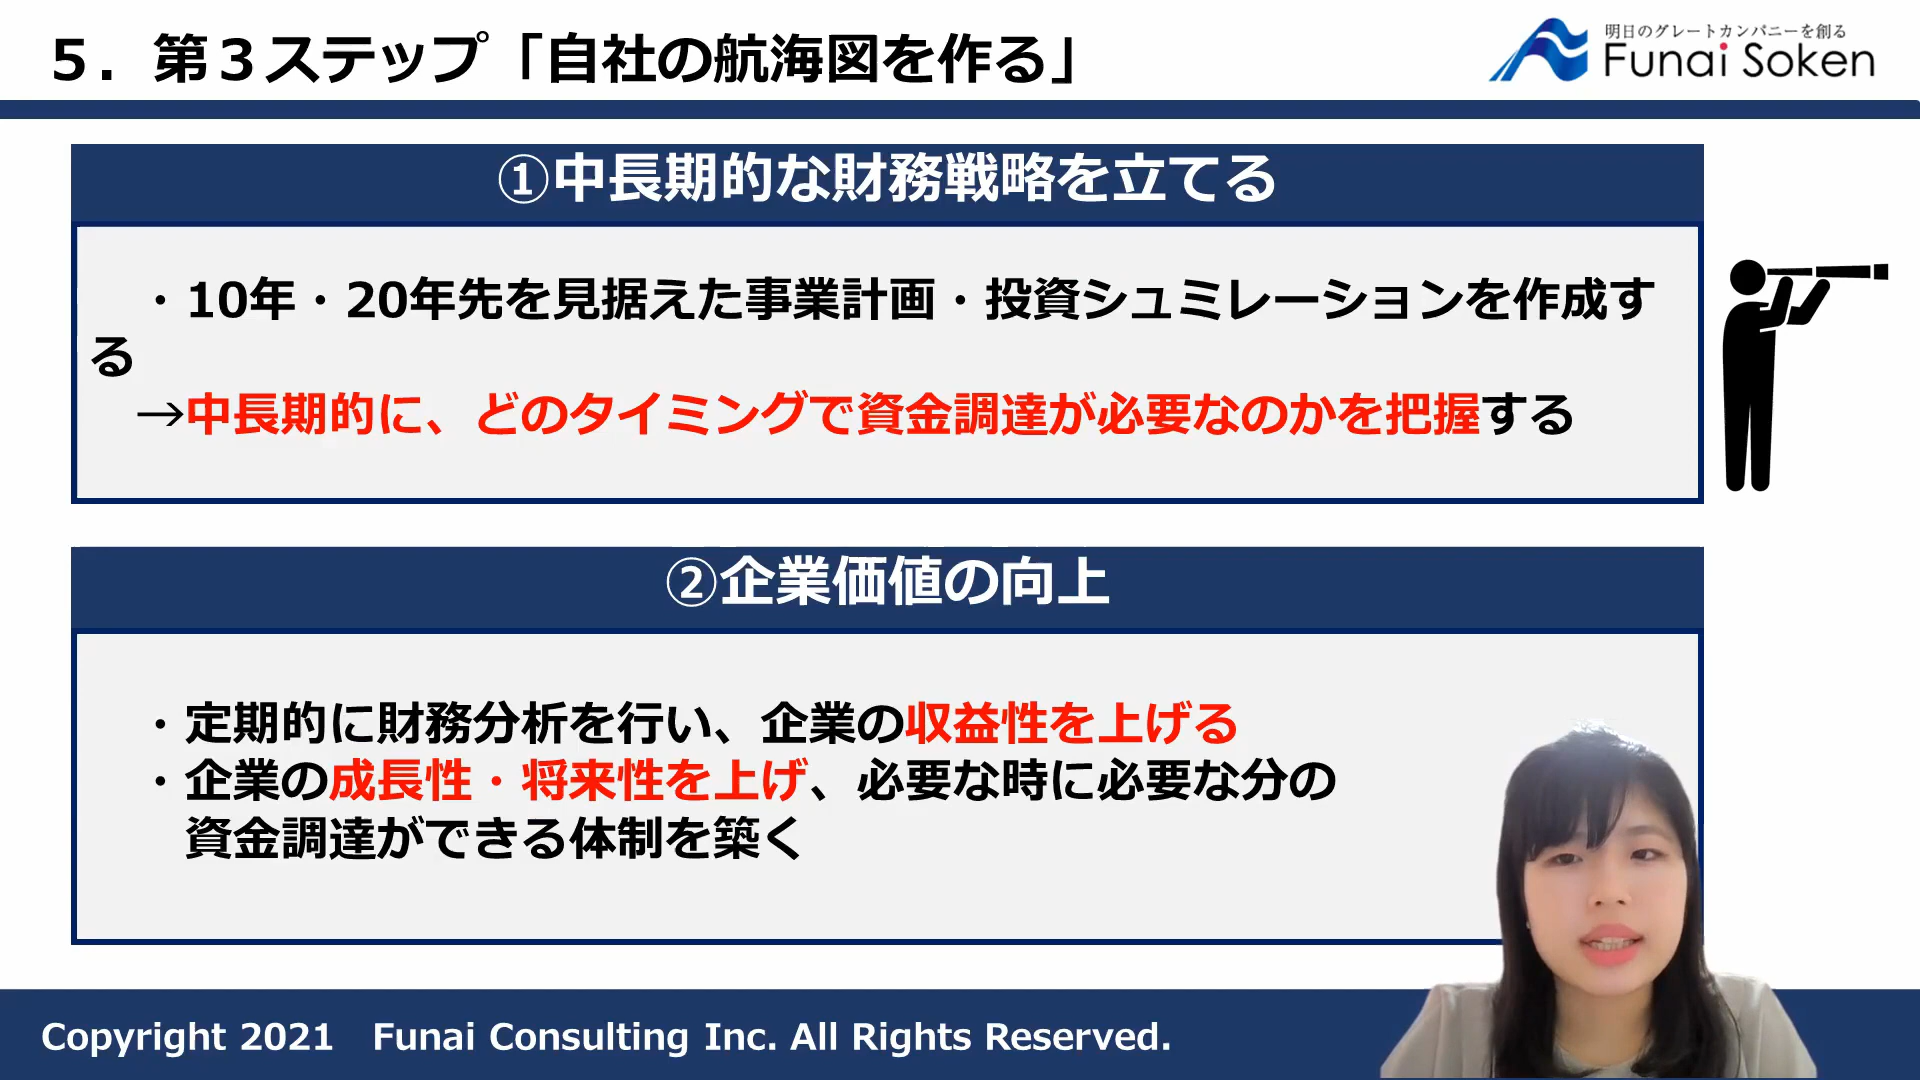 5．第３ステップ「自社の航海図を作る」
明日のグレートカンパニーを創る
Funai Soken
①中長期的な財務戦略を立てる
・10年・20年先を見据えた事業計画・投資シュミレーションを作成す
る
→中長期的に、どのタイミングで資金調達が必要なのかを把握する
②企業価値の向上
・定期的に財務分析を行い、企業の収益性を上げる
・企業の成長性・将来性を上げ、必要な時に必要な分の
資金調達ができる体制を築く
Copyright 2021　Funai Consulting Inc. All Rights Reserved.